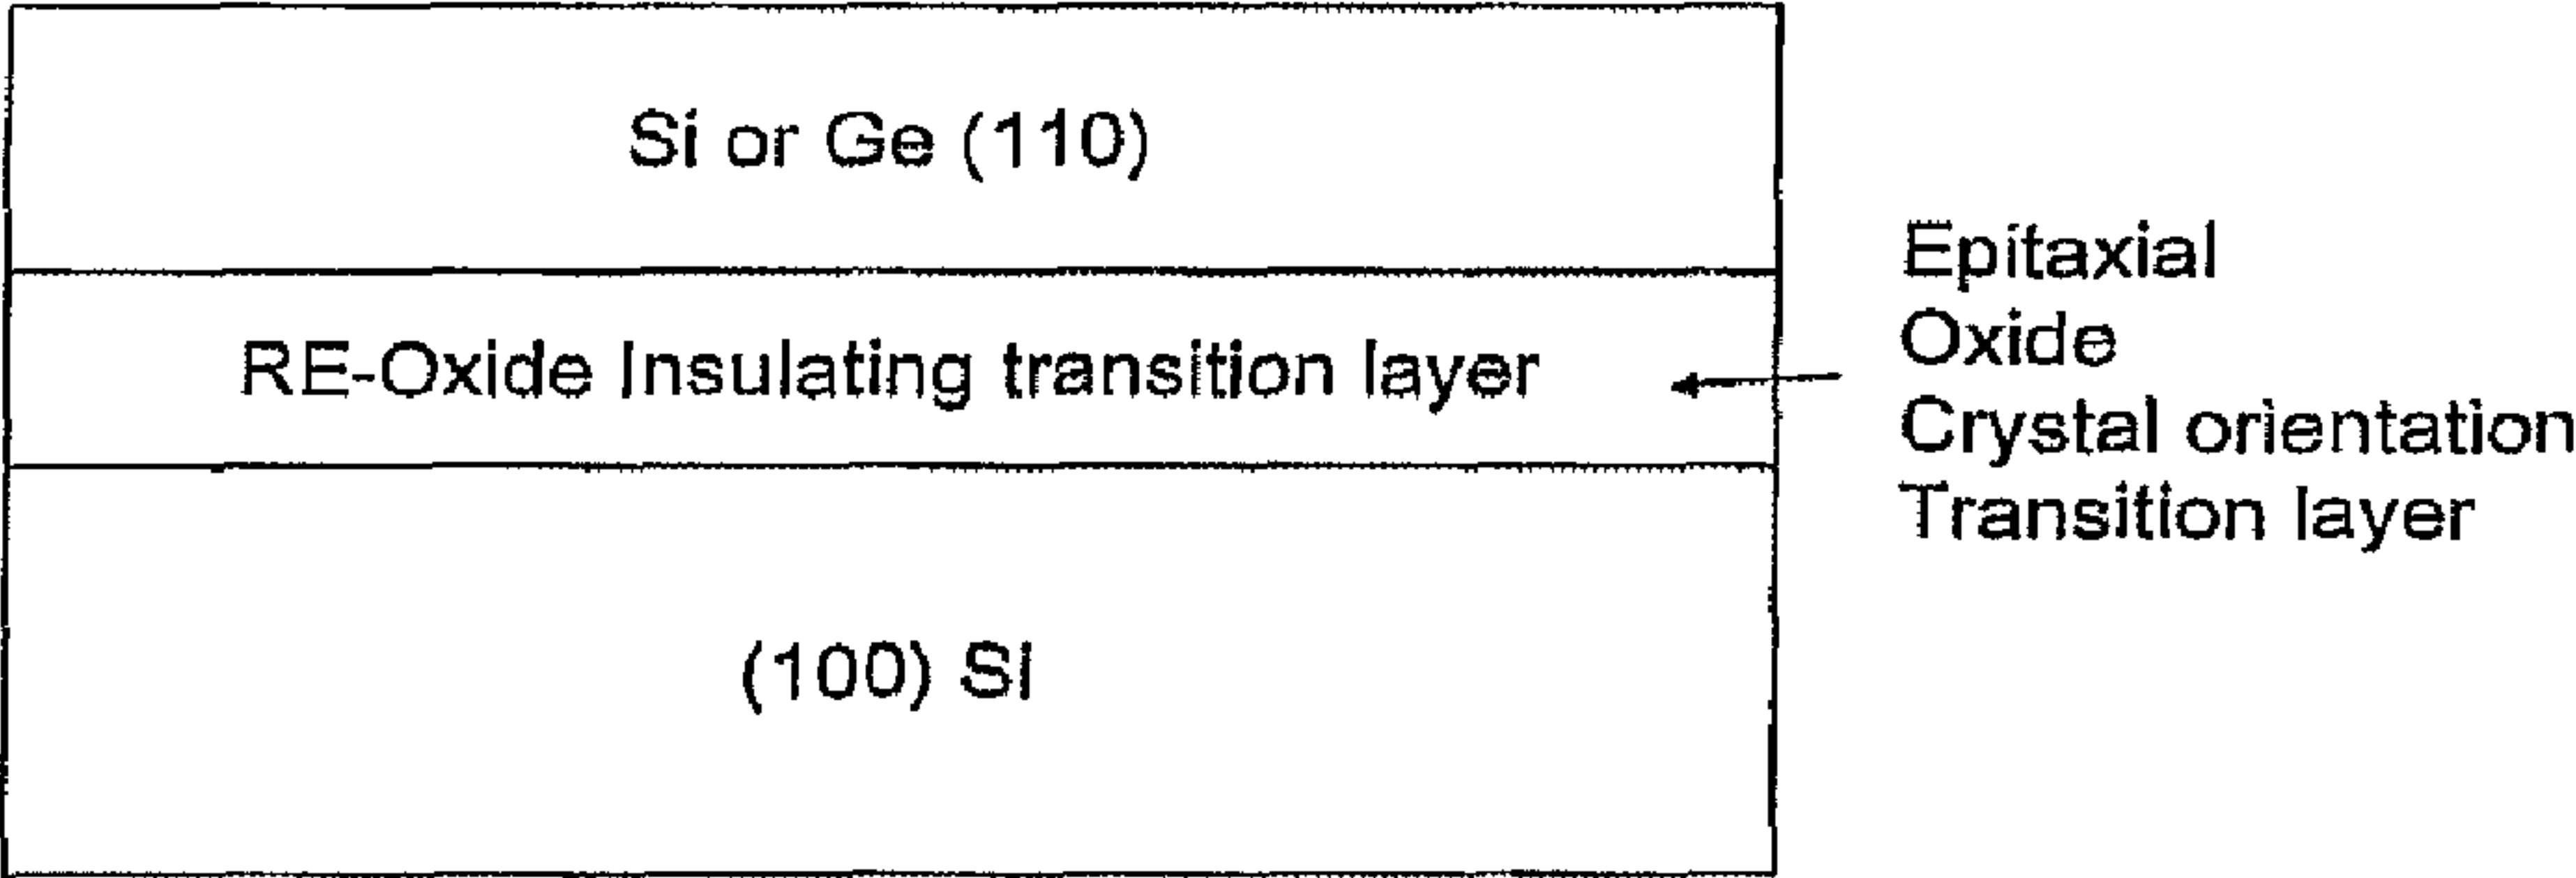 Si or Ge (110)
RE-Oxide Insulating transition layer
(100) SI
Epitaxial
Oxide
Crystal orientation
Transition layer